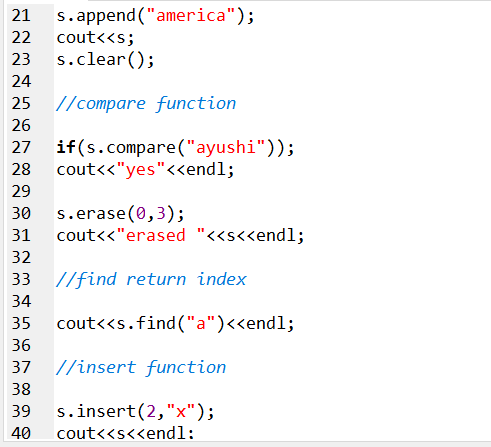 21 s.append("america");
22 cout<<s;
23 s.clear();
24
25 //compare function
26
27 if(s.compare("ayushi"));
28 cout<<"yes"<<endl;
29
30 s.erase(0,3);
31 cout<<"erased "<<s<<endl;
32
33 //find return index
34
35 cout<<s.find("a")<<endl;
36
37 //insert function
38
39 s.insert(2,"x");
40 cout<<s<<endl;